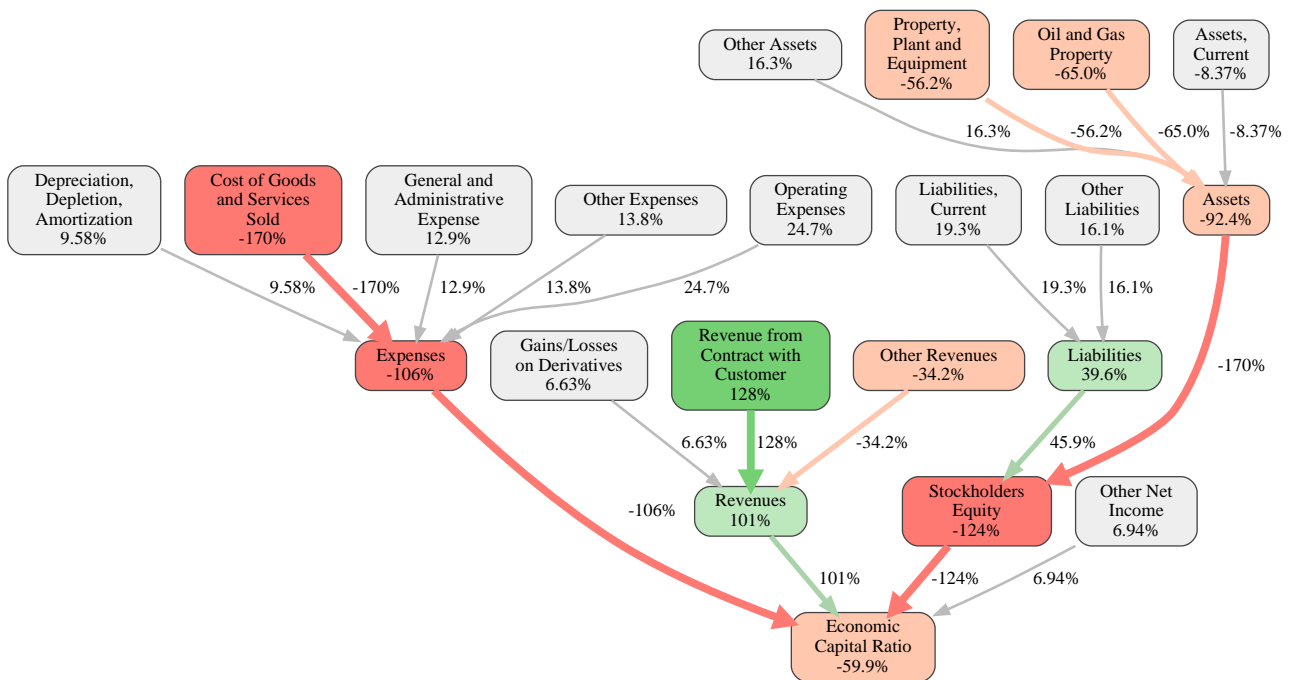 Other Assets
16.3%
Property,
Plant and
Equipment
-56.2%
Oil and Gas
Property
-65.0%
Assets,
Current
-8.37%
16.3%
-56.2%
-65.0%
-8.37%
Depreciation,
Depletion,
Amortization
9.58%
Cost of Goods
and Services
Sold
-170%
General and
Administrative
Expense
12.9%
Other Expenses
13.8%
Operating
Expenses
24.7%
Liabilities,
Current
19.3%
Other
Liabilities
16.1%
Assets
-92.4%
9.58%
-170%
12.9%
13.8%
24.7%
19.3%
16.1%
Expenses
-106%
Gains/Losses
on Derivatives
6.63%
Revenue from
Contract with
Customer
128%
Other Revenues
-34.2%
Liabilities
39.6%
-170%
6.63%
128%
-34.2%
45.9%
-106%
Revenues
101%
Stockholders
Equity
-124%
Other Net
Income
6.94%
101%
-124%
6.94%
Economic
Capital Ratio
-59.9%